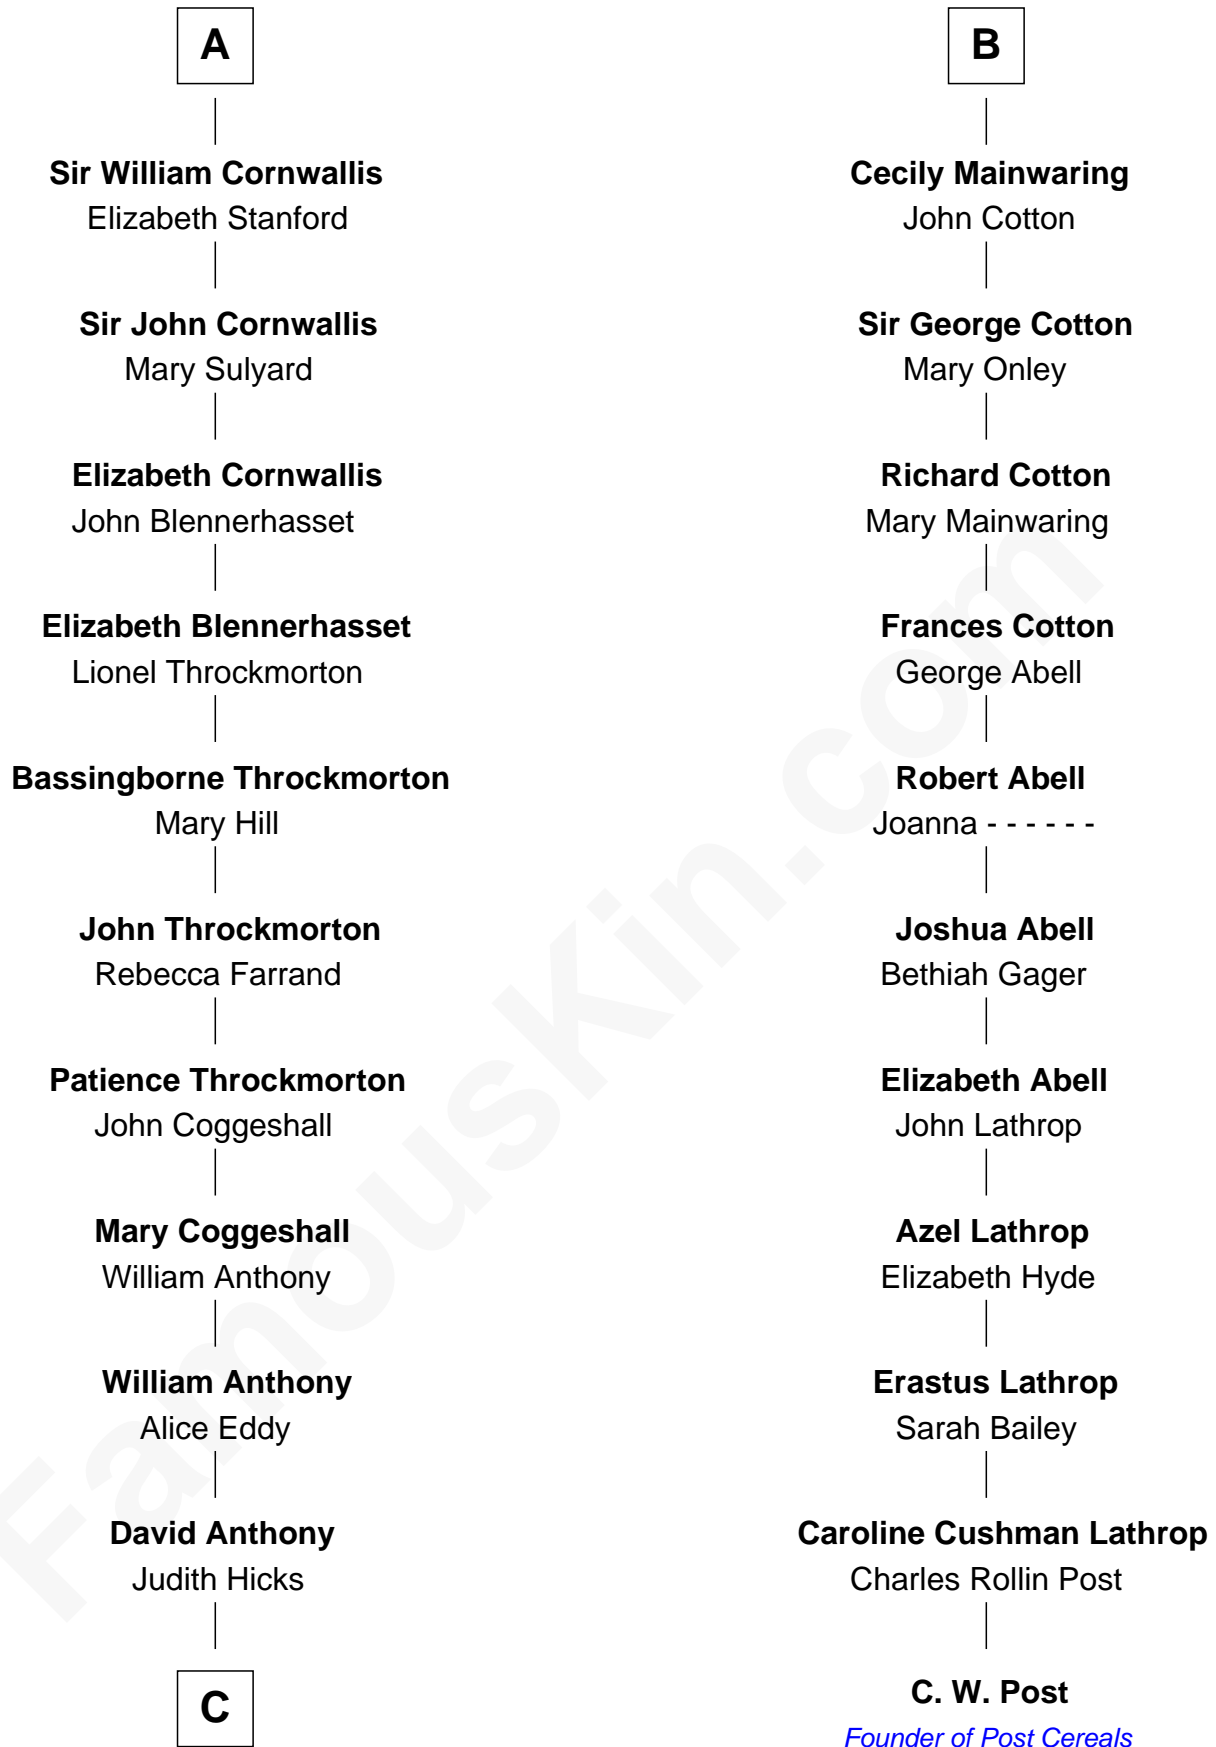 A
Sir William Cornwallis
Elizabeth Stanford
Sir John Cornwallis
Mary Sulyard
Elizabeth Cornwallis
John Blennerhasset
Elizabeth Blennerhasset
Lionel Throckmorton
Bassingborne Throckmorton
Mary Hill
John Throckmorton
Rebecca Farrand
Patience Throckmorton
John Coggeshall
Mary Coggeshall
William Anthony
William Anthony
Alice Eddy
David Anthony
Judith Hicks
C
B
Cecily Mainwaring
John Cotton
Sir George Cotton
Mary Onley
Richard Cotton
Mary Mainwaring
Frances Cotton
George Abell
Robert Abell
Joanna - - - - - -
Joshua Abell
Bethiah Gager
Elizabeth Abell
John Lathrop
Azel Lathrop
Elizabeth Hyde
Erastus Lathrop
Sarah Bailey
Caroline Cushman Lathrop
Charles Rollin Post
C. W. Post
Founder of Post Cereals
FamousKin.com